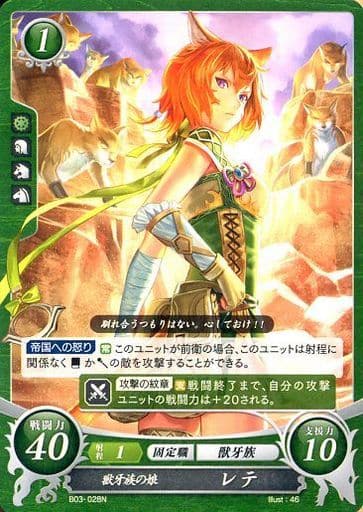 1
馴れ合うつもりはない。心しておけ!!
帝国への怒り 常 このユニットが前衛の場合、このユニットは射程に
関係なく か の敵を攻撃することができる。
攻撃の紋章 支 戦闘終了まで、自分の攻撃
ユニットの戦闘力は+20される。
戦闘力 40
射程 1 固定職 獣牙族
支援力 10
獣牙族の娘 レテ
B03-028N
Illust:46